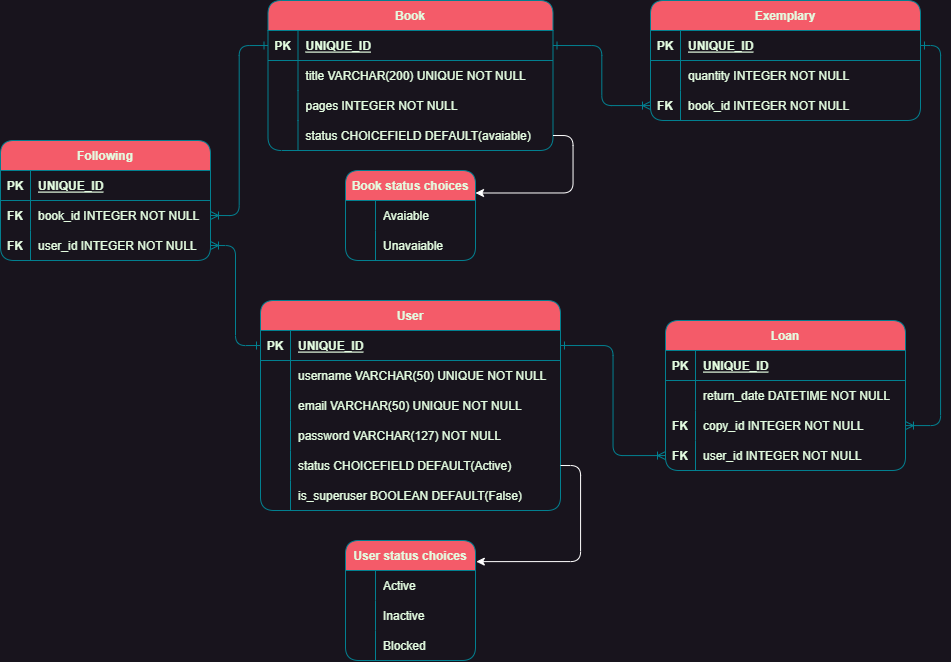 Book
PK UNIQUE_ID
title VARCHAR(200) UNIQUE NOT NULL
pages INTEGER NOT NULL
status CHOICEFIELD DEFAULT(avaiable)
Exemplary
PK UNIQUE_ID
quantity INTEGER NOT NULL
FK book_id INTEGER NOT NULL
Following
PK UNIQUE_ID
FK book_id INTEGER NOT NULL
FK user_id INTEGER NOT NULL
Book status choices
Avaiable
Unavaiable
User
PK UNIQUE_ID
username VARCHAR(50) UNIQUE NOT NULL
email VARCHAR(50) UNIQUE NOT NULL
password VARCHAR(127) NOT NULL
status CHOICEFIELD DEFAULT(Active)
is_superuser BOOLEAN DEFAULT(False)
Loan
PK UNIQUE_ID
return_date DATETIME NOT NULL
FK copy_id INTEGER NOT NULL
FK user_id INTEGER NOT NULL
User status choices
Active
Inactive
Blocked